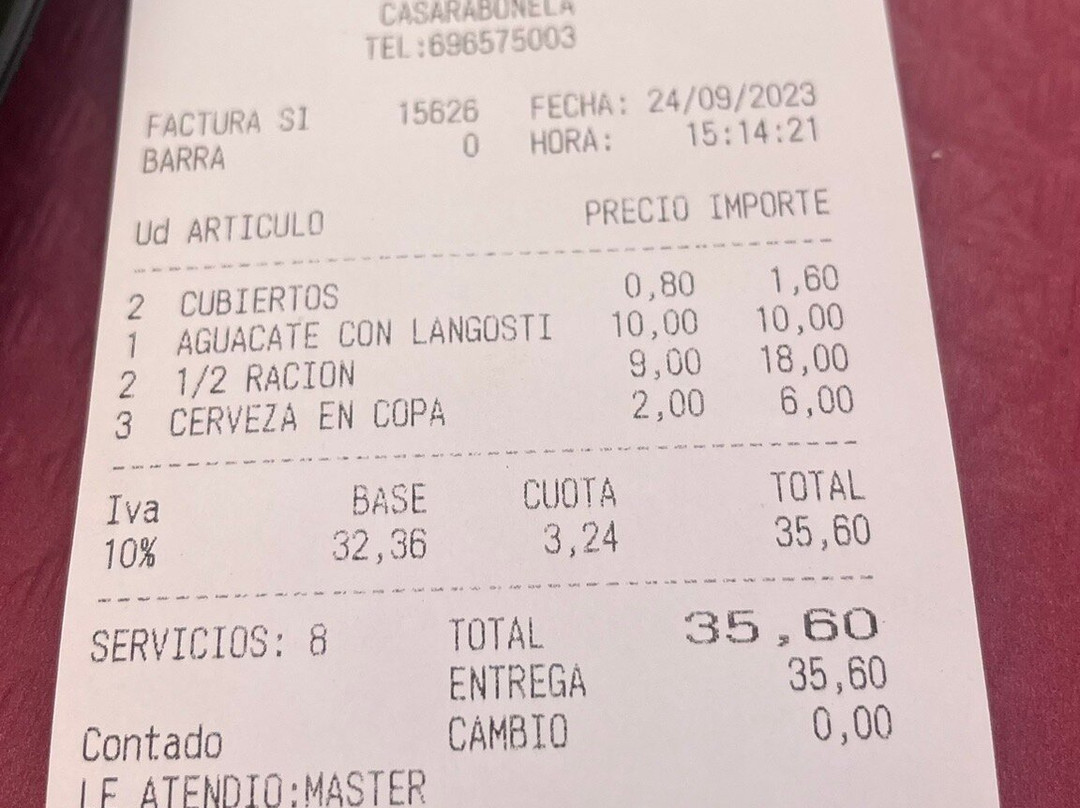 CASARABONELA
TEL:696575003
FACTURA SI 15626 FECHA: 24/09/2023
BARRA 0 HORA: 15:14:21
Ud ARTICULO PRECIO IMPORTE
2 CUBIERTOS 0,80 1,60
1 AGUACATE CON LANGOSTI 10,00 10,00
2 1/2 RACION 9,00 18,00
3 CERVEZA EN COPA 2,00 6,00
Iva BASE CUOTA TOTAL
10% 32,36 3,24 35,60
SERVICIOS: 8 TOTAL 35,60
ENTREGA 35,60
Contado CAMBIO 0,00
LE ATENDIO:MASTER